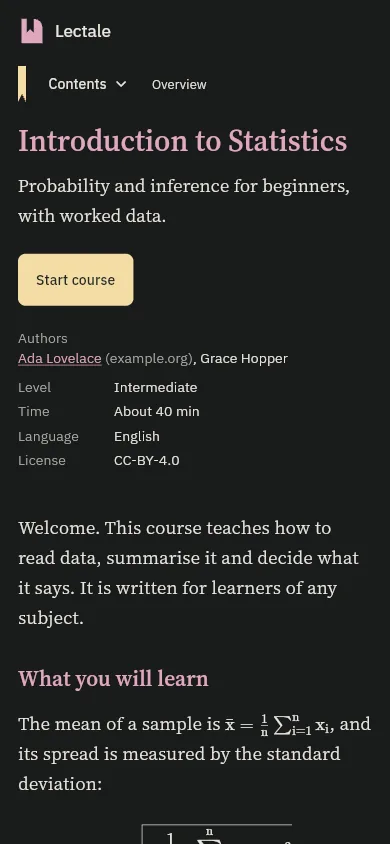 Lectale
Contents Overview
Introduction to Statistics
Probability and inference for beginners,
with worked data.
Start course
Authors
Ada Lovelace (example.org), Grace Hopper
Level Intermediate
Time About 40 min
Language English
License CC-BY-4.0
Welcome. This course teaches how to
read data, summarise it and decide what
it says. It is written for learners of any
subject.
What you will learn
The mean of a sample is x̄ = 1/n ∑ⁿᵢ₌₁ xᵢ, and
its spread is measured by the standard
deviation: